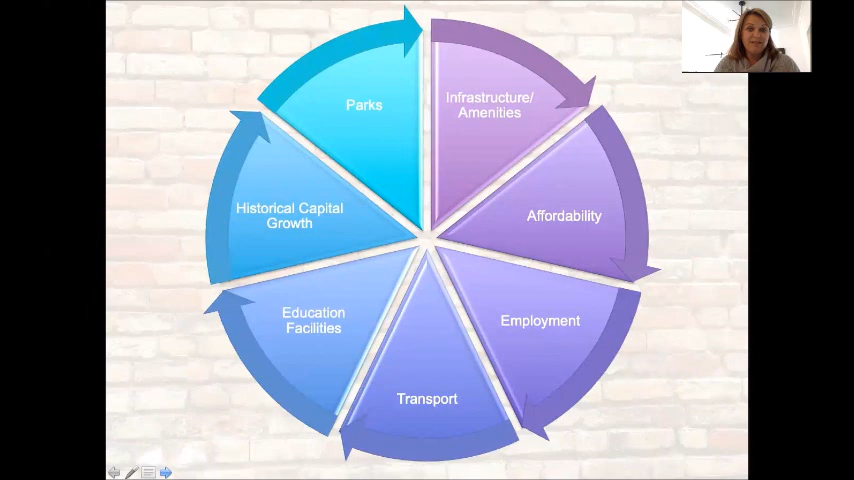 Parks
Infrastructure/
Amenities
Historical Capital
Growth
Affordability
Education
Facilities
Employment
Transport